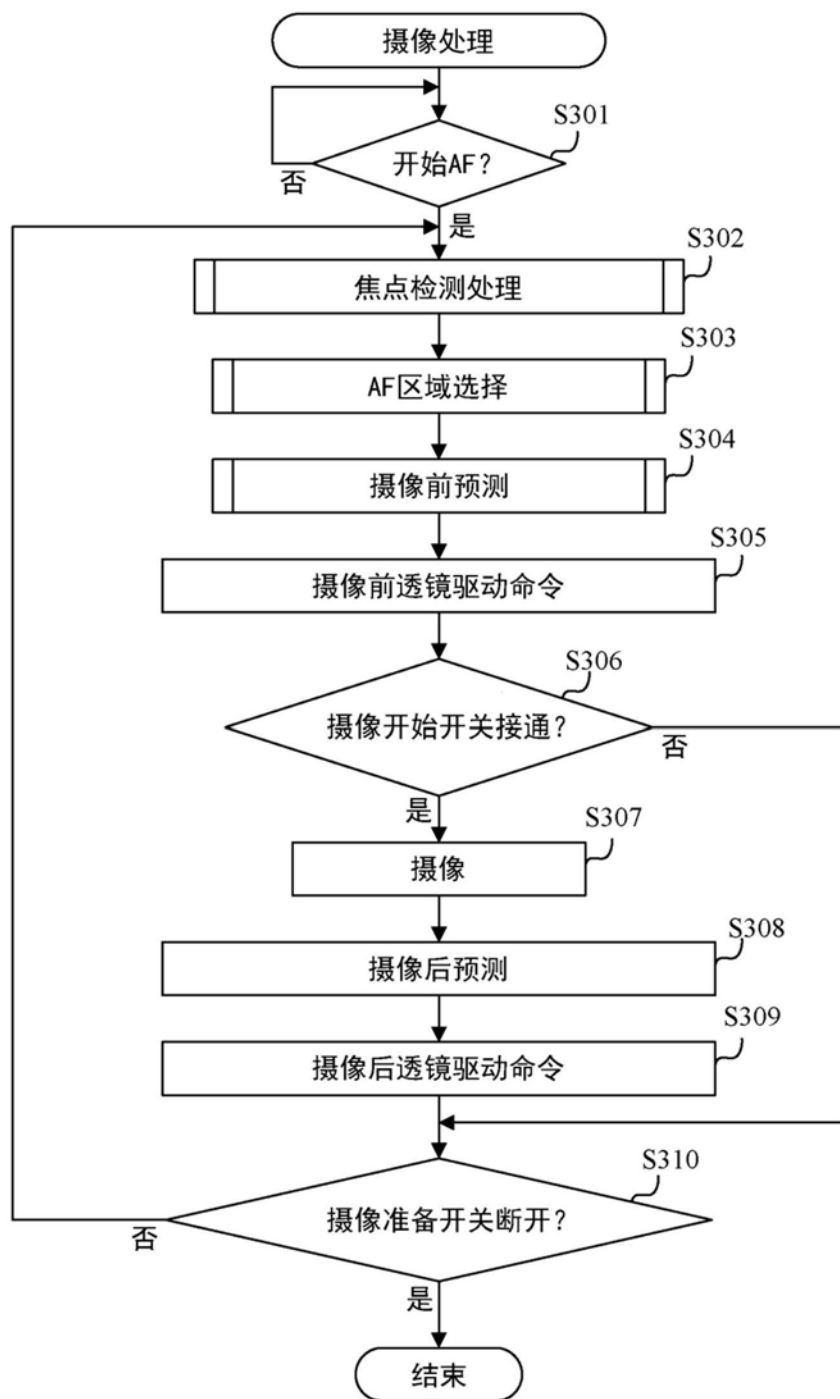 摄像处理
S301
开始AF?
否
是
S302
焦点检测处理
S303
AF区域选择
S304
摄像前预测
S305
摄像前透镜驱动命令
S306
摄像开始开关接通?
否
是
S307
摄像
S308
摄像后预测
S309
摄像后透镜驱动命令
S310
摄像准备开关断开?
否
是
结束